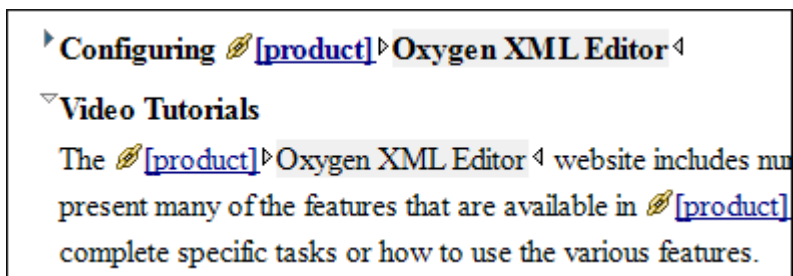 Configuring [product] Oxygen XML Editor
Video Tutorials
The [product] Oxygen XML Editor website includes
present many of the features that are available in [product]
complete specific tasks or how to use the various features.